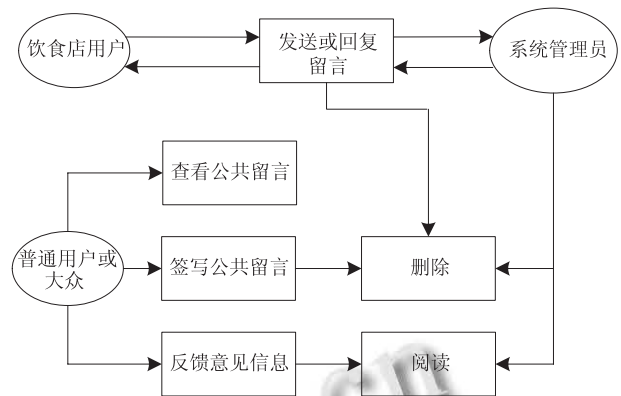 饮食店用户
发送或回复
留言
系统管理员
查看公共留言
普通用户或
大众
签写公共留言
删除
反馈意见信息
阅读